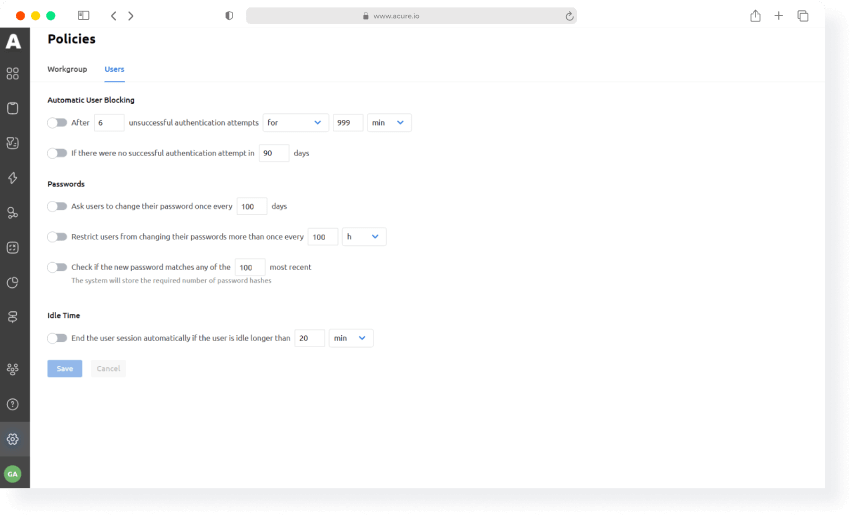 www.acure.io
A
Policies
Workgroup Users
Automatic User Blocking
After 6 unsuccessful authentication attempts for 999 min
If there were no successful authentication attempt in 90 days
Passwords
Ask users to change their password once every 100 days
Restrict users from changing their passwords more than once every 100 h
Check if the new password matches any of the 100 most recent
The system will store the required number of password hashes
Idle Time
End the user session automatically if the user is idle longer than 20 min
Save Cancel
GA